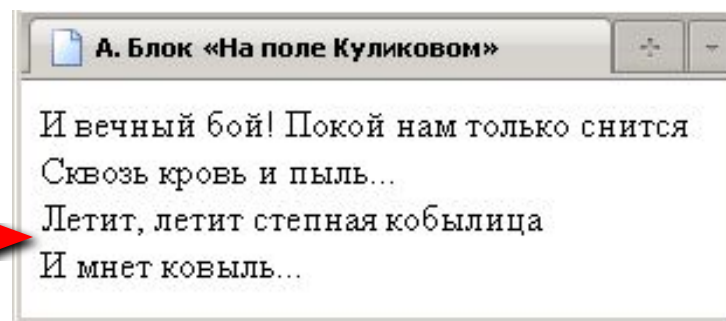 А. Блок «На поле Куликовом»
И вечный бой! Покой нам только снится
Сквозь кровь и пыль...
Летит, летит степная кобылица
И мнет ковыль...